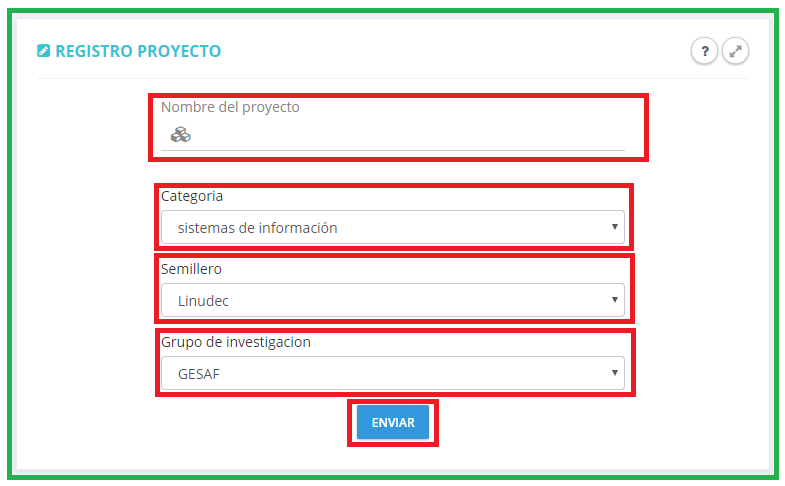 REGISTRO PROYECTO
?
Nombre del proyecto
Categoria
sistemas de información
Semillero
Linudec
Grupo de investigacion
GESAF
ENVIAR